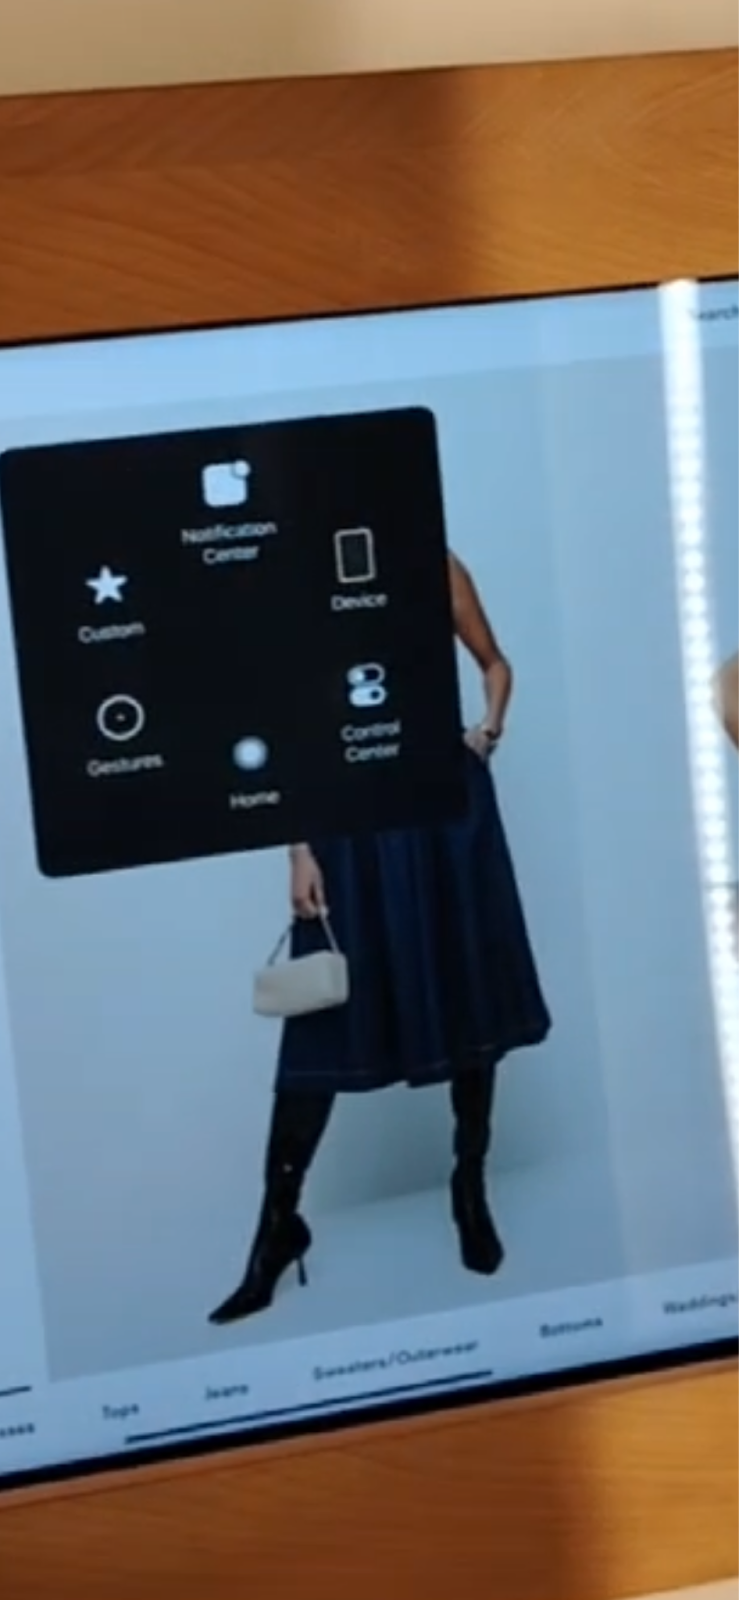 Notification
Center
Custom
Device
Gestures
Control
Center
Home
Tops
Jeans
Sweaters/Outerwear
Bottoms
Weddings